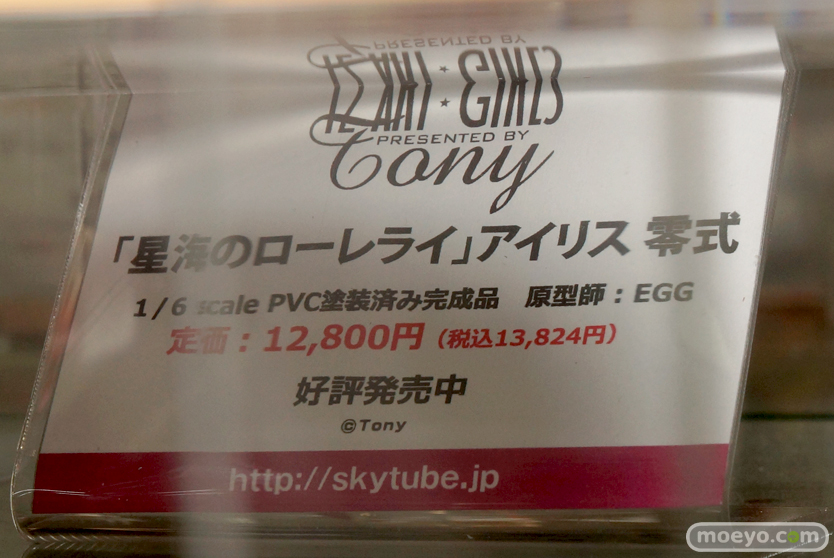 PRESENTED BY
T2 ART★GIRLS
PRESENTED BY
Tony
「星海のローレライ」アイリス 零式
1/6 scale PVC塗装済み完成品 原型師：EGG
定価：12,800円（税込13,824円）
好評発売中
©Tony
http://skytube.jp
moeyo.com